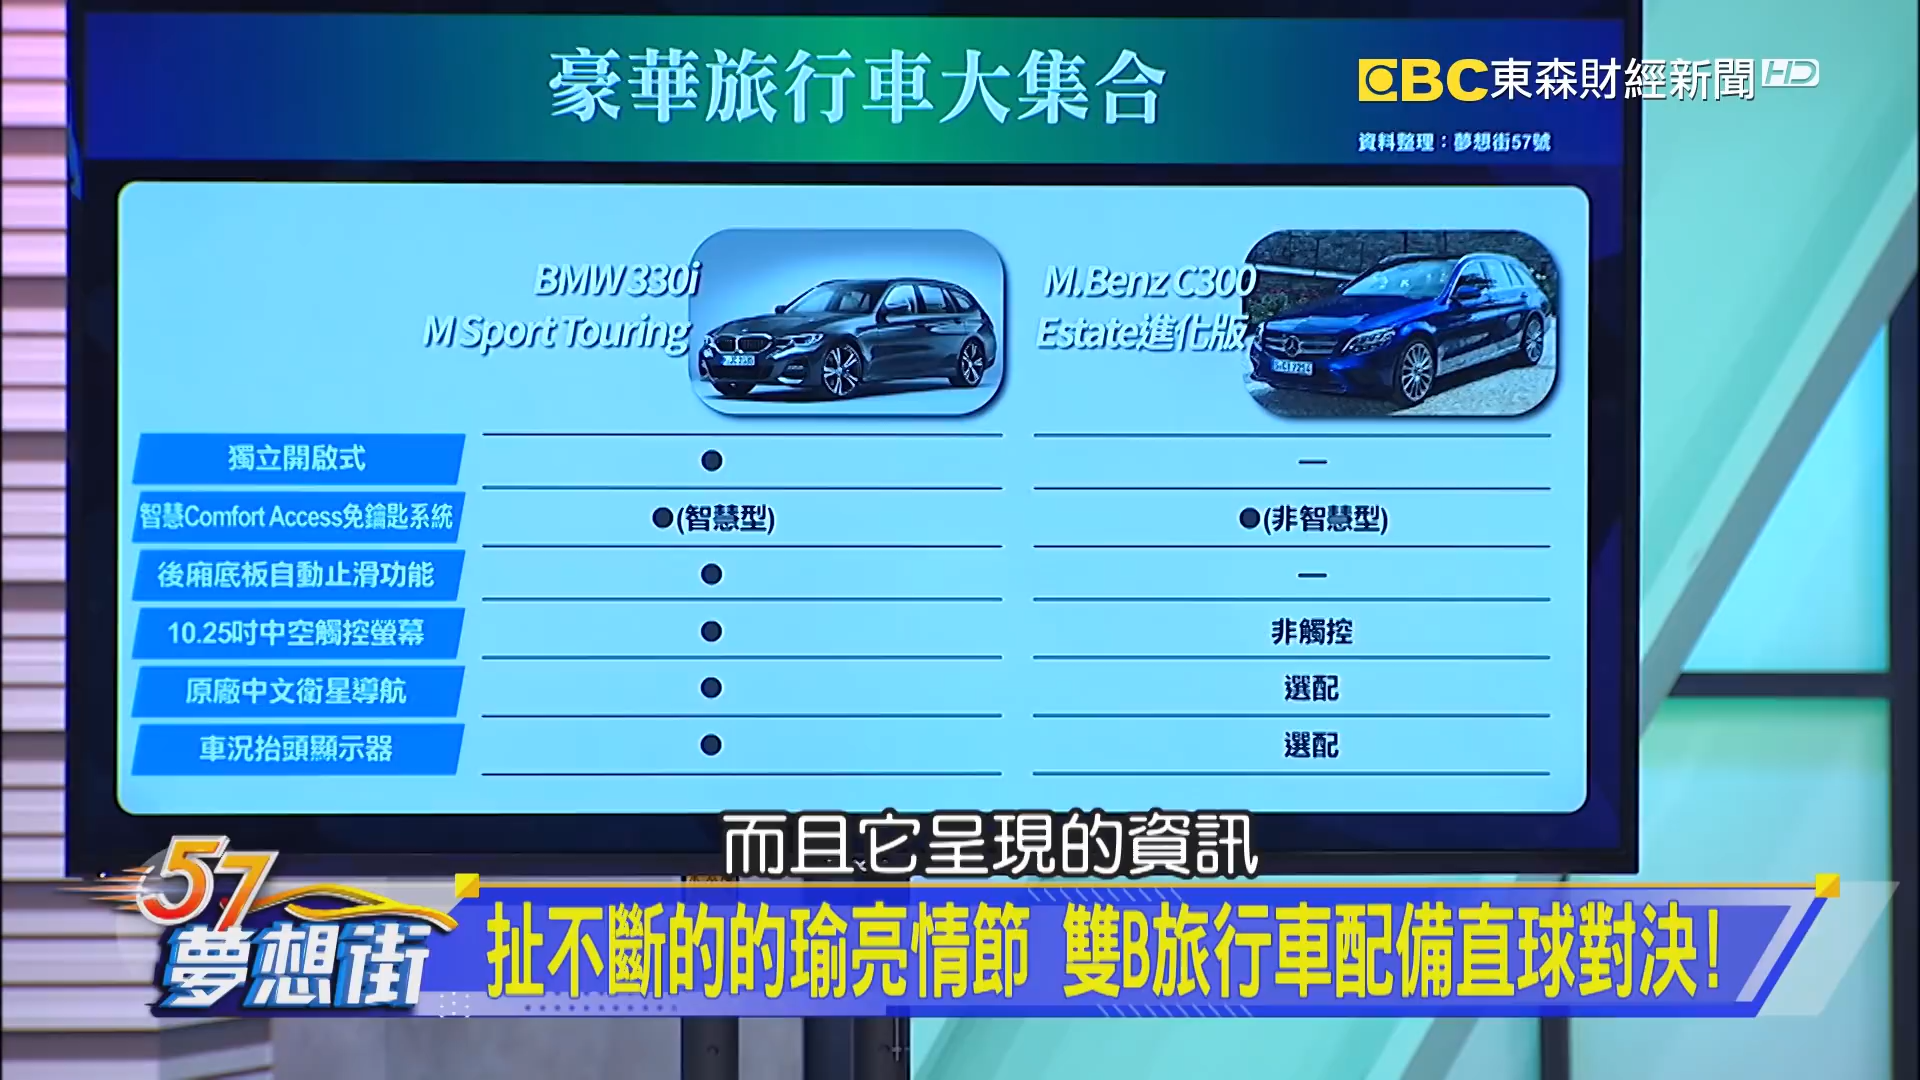 豪華旅行車大集合
EBC東森財經新聞HD
資料整理：夢想街57號
BMW 330i
M Sport Touring
M.Benz C300
Estate進化版
獨立開啟式 ● —
智慧Comfort Access免鑰匙系統 ●(智慧型) ●(非智慧型)
後廂底板自動止滑功能 ● —
10.25吋中空觸控螢幕 ● 非觸控
原廠中文衛星導航 ● 選配
車況抬頭顯示器 ● 選配
而且它呈現的資訊
57
夢想街
扯不斷的的瑜亮情節 雙B旅行車配備直球對決!